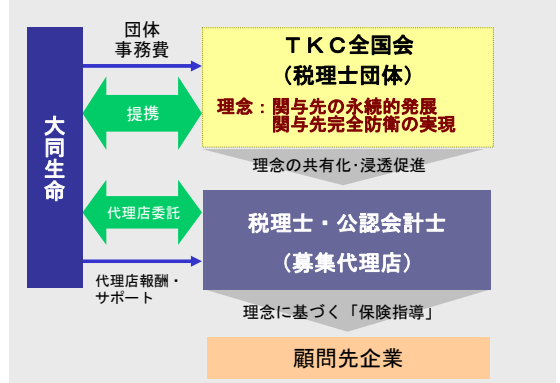 団体
事務費
ＴＫＣ全国会
（税理士団体）
理念：関与先の永続的発展
関与先完全防衛の実現
提携
大同生命
理念の共有化・浸透促進
代理店委託
税理士・公認会計士
（募集代理店）
代理店報酬・
サポート
理念に基づく「保険指導」
顧問先企業